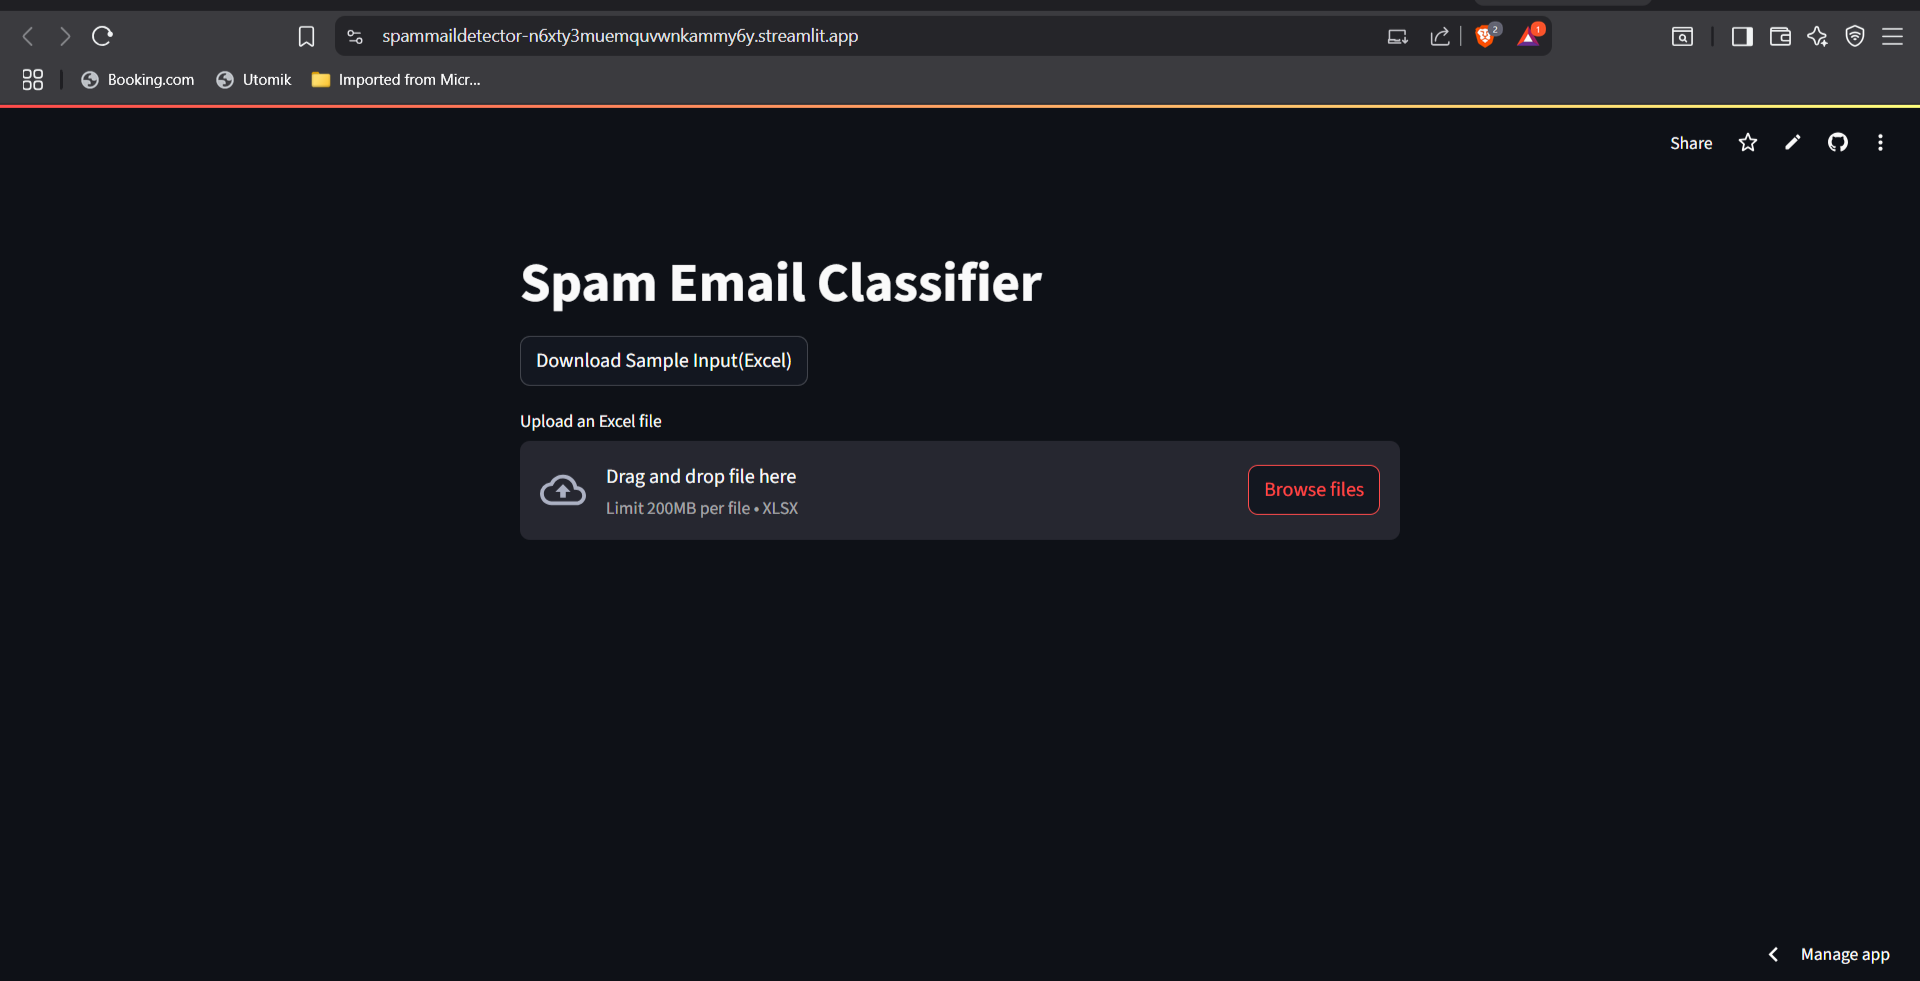 spammaildetector-n6xty3muemquvwnkammy6y.streamlit.app
2
1
Booking.com
Utomik
Imported from Micr...
Share
Spam Email Classifier
Download Sample Input(Excel)
Upload an Excel file
Drag and drop file here
Limit 200MB per file • XLSX
Browse files
Manage app